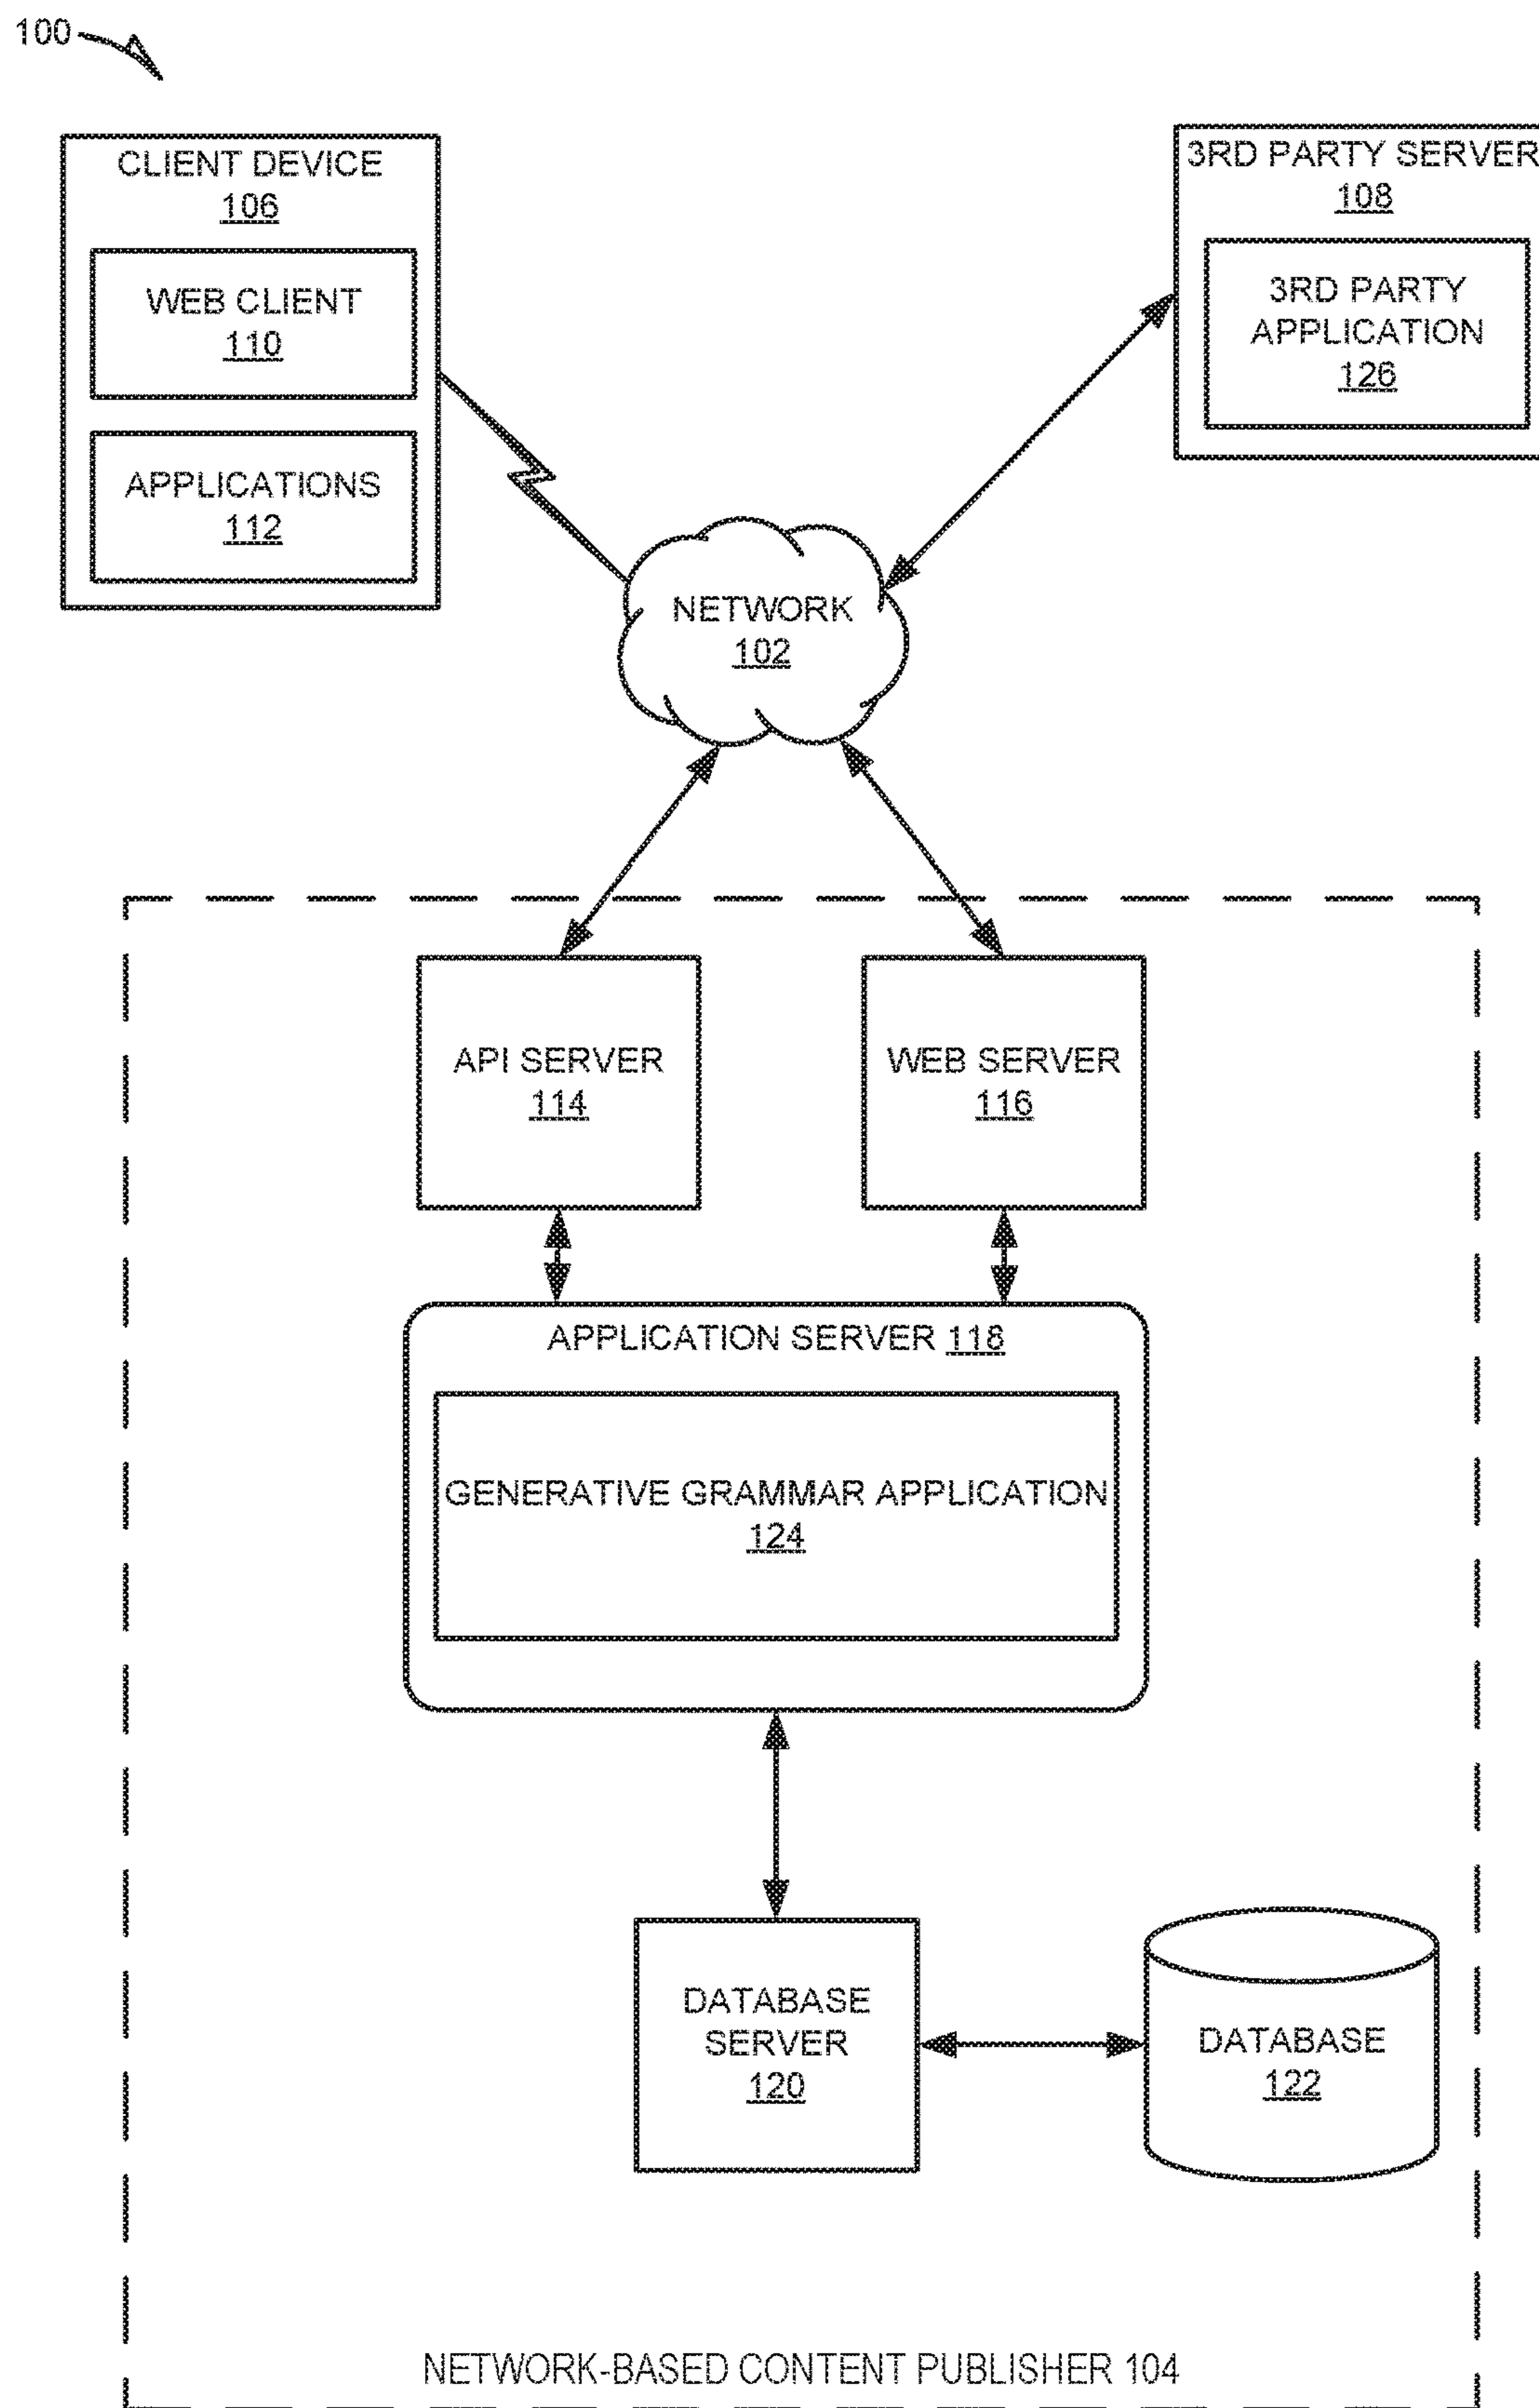 100
CLIENT DEVICE
106
WEB CLIENT
110
APPLICATIONS
112
3RD PARTY SERVER
108
3RD PARTY
APPLICATION
126
NETWORK
102
API SERVER
114
WEB SERVER
116
APPLICATION SERVER 118
GENERATIVE GRAMMAR APPLICATION
124
DATABASE
SERVER
120
DATABASE
122
NETWORK-BASED CONTENT PUBLISHER 104